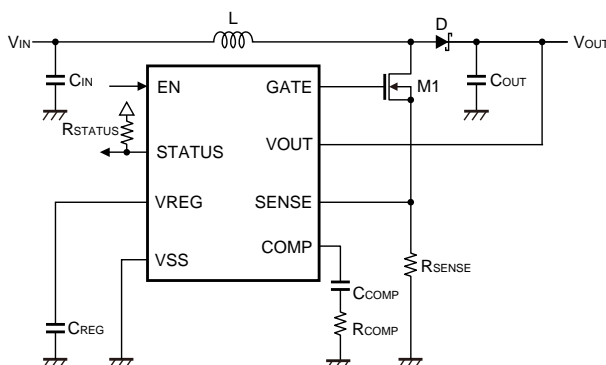 L
D
VIN
VOUT
CIN
EN
GATE
M1
COUT
RSTATUS
STATUS
VOUT
VREG
SENSE
COMP
VSS
RSENSE
CCOMP
CREG
RCOMP